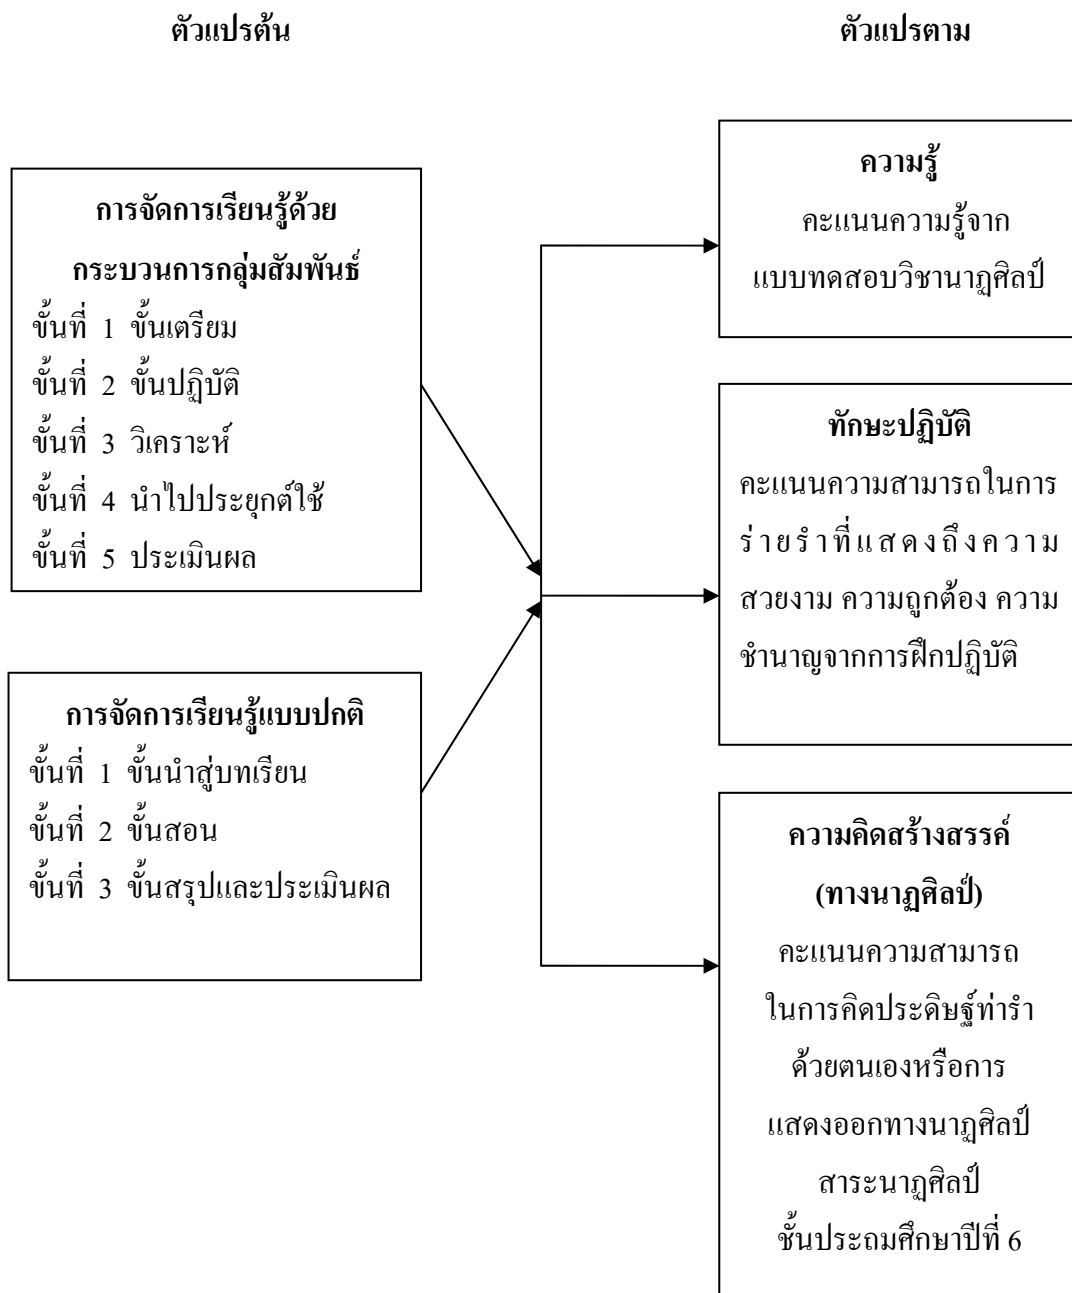 ตัวแปรต้น
ตัวแปรตาม
การจัดการเรียนรู้ด้วย
กระบวนการกลุ่มสัมพันธ์
ขั้นที่ 1 ขั้นเตรียม
ขั้นที่ 2 ขั้นปฏิบัติ
ขั้นที่ 3 วิเคราะห์
ขั้นที่ 4 นำไปประยุกต์ใช้
ขั้นที่ 5 ประเมินผล
การจัดการเรียนรู้แบบปกติ
ขั้นที่ 1 ขั้นนำสู่บทเรียน
ขั้นที่ 2 ขั้นสอน
ขั้นที่ 3 ขั้นสรุปและประเมินผล
ความรู้
คะแนนความรู้จาก
แบบทดสอบวิชานาฏศิลป์
ทักษะปฏิบัติ
คะแนนความสามารถในการ
ร่ายรำที่แสดงถึงความ
สวยงาม ความถูกต้อง ความ
ชำนาญจากการฝึกปฏิบัติ
ความคิดสร้างสรรค์
(ทางนาฏศิลป์)
คะแนนความสามารถ
ในการคิดประดิษฐ์ท่ารำ
ด้วยตนเองหรือการ
แสดงออกทางนาฏศิลป์
สาระนาฏศิลป์
ชั้นประถมศึกษาปีที่ 6